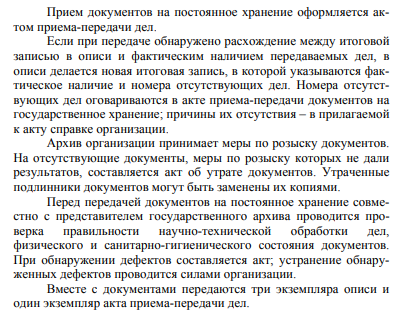 Прием документов на постоянное хранение оформляется ак-
том приема-передачи дел.
Если при передаче обнаружено расхождение между итоговой
записью в описи и фактическим наличием передаваемых дел, в
описи делается новая итоговая запись, в которой указываются фак-
тическое наличие и номера отсутствующих дел. Номера отсутст-
вующих дел оговариваются в акте приема-передачи документов на
государственное хранение; причины их отсутствия – в прилагаемой
к акту справке организации.
Архив организации принимает меры по розыску документов.
На отсутствующие документы, меры по розыску которых не дали
результатов, составляется акт об утрате документов. Утраченные
подлинники документов могут быть заменены их копиями.
Перед передачей документов на постоянное хранение совме-
стно с представителем государственного архива проводится про-
верка правильности научно-технической обработки дел,
физического и санитарно-гигиенического состояния документов.
При обнаружении дефектов составляется акт; устранение обнару-
женных дефектов проводится силами организации.
Вместе с документами передаются три экземпляра описи и
один экземпляр акта приема-передачи дел.